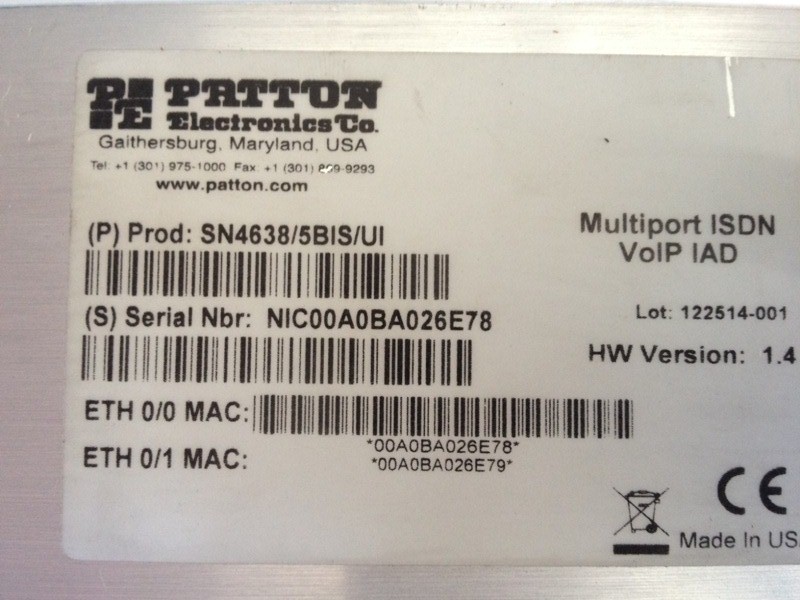 PE PATTON
Electronics Co.
Gaithersburg, Maryland, USA
Tel: +1 (301) 975-1000 Fax: +1 (301) 869-9293
www.patton.com
(P) Prod: SN4638/5BIS/UI
Multiport ISDN
VoIP IAD
(S) Serial Nbr: NIC00A0BA026E78
Lot: 122514-001
HW Version: 1.4
ETH 0/0 MAC:
*00A0BA026E78*
ETH 0/1 MAC:
*00A0BA026E79*
CE
Made In US